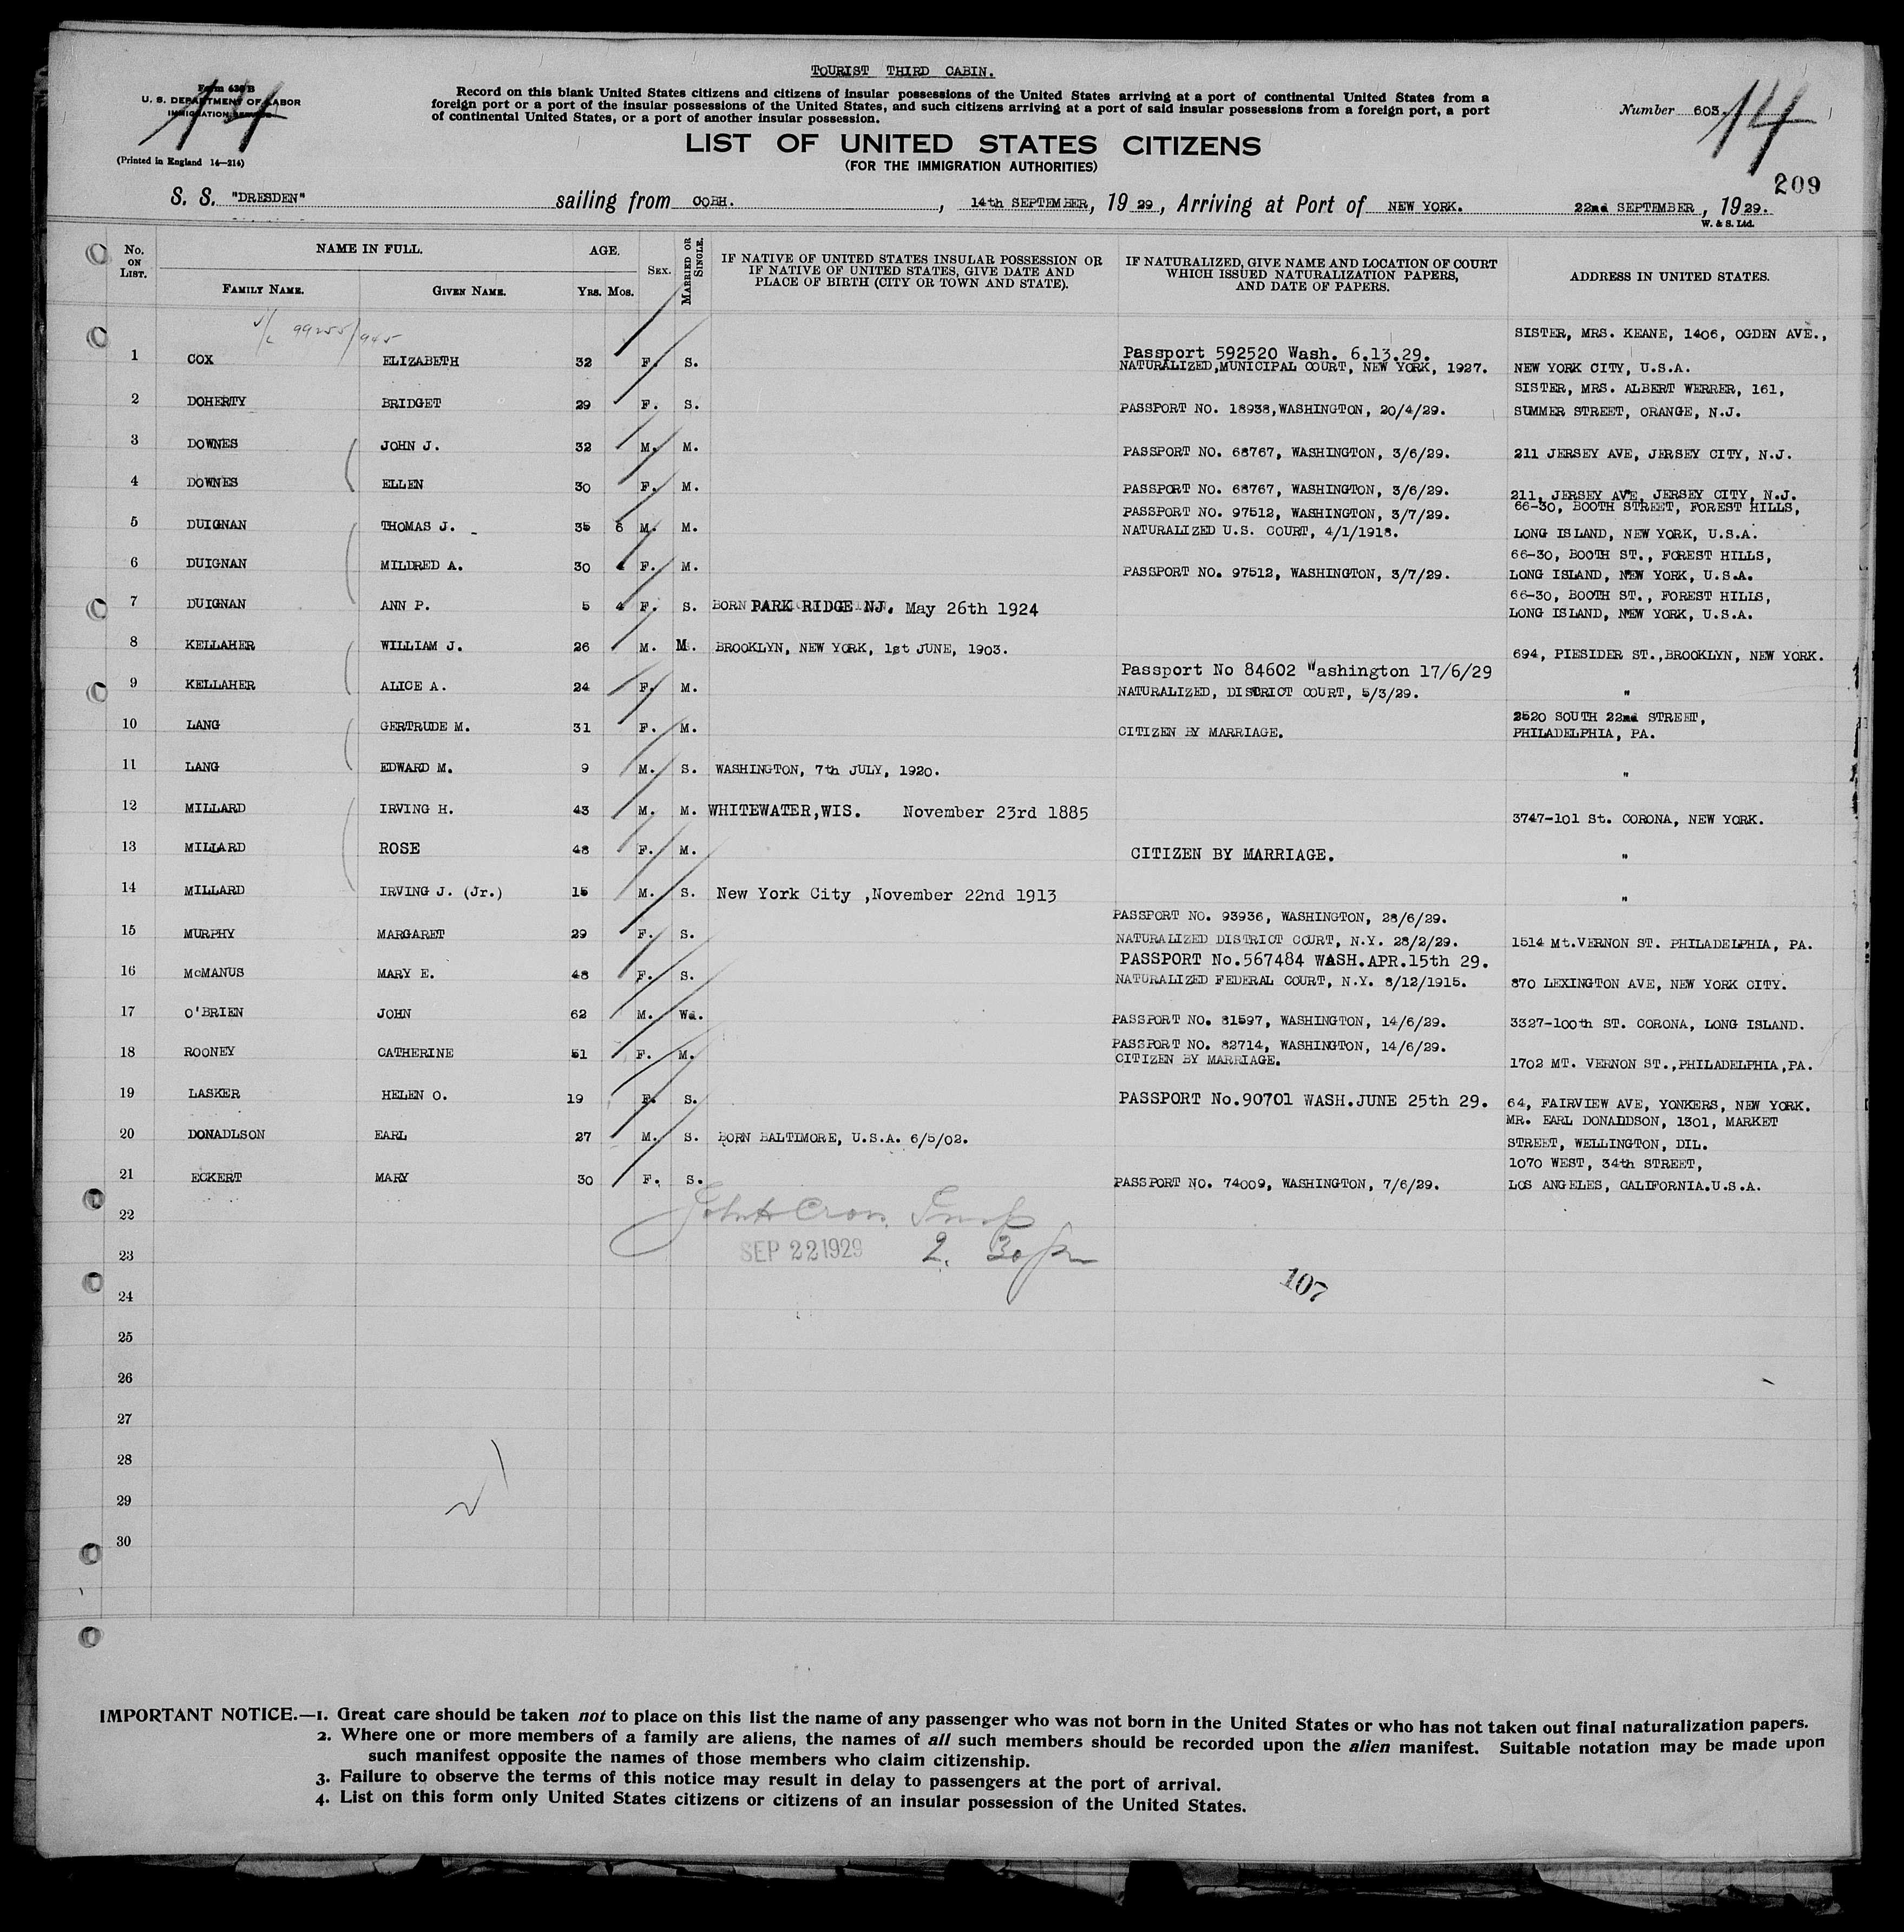 TOURIST THIRD CABIN.
Form 630 B
U. S. DEPARTMENT OF LABOR
IMMIGRATION SERVICE
(Printed in England 14—214)
14
Record on this blank United States citizens and citizens of insular possessions of the United States arriving at a port of continental United States from a
foreign port or a port of the insular possessions of the United States, and such citizens arriving at a port of said insular possessions from a foreign port, a port
of continental United States, or a port of another insular possession.
Number 603.
14
LIST OF UNITED STATES CITIZENS
(FOR THE IMMIGRATION AUTHORITIES)
209
S. S. "DRESDEN" sailing from COBH. , 14th SEPTEMBER, 19 29, Arriving at Port of NEW YORK. 22nd SEPTEMBER, 19 29.
W. & S. Ltd.
No. ON LIST. NAME IN FULL. FAMILY NAME. GIVEN NAME. AGE. YRS. MOS. SEX. MARRIED OR SINGLE. IF NATIVE OF UNITED STATES INSULAR POSSESSION OR IF NATIVE OF UNITED STATES, GIVE DATE AND PLACE OF BIRTH (CITY OR TOWN AND STATE). IF NATURALIZED, GIVE NAME AND LOCATION OF COURT WHICH ISSUED NATURALIZATION PAPERS, AND DATE OF PAPERS. ADDRESS IN UNITED STATES.
99255/945
SISTER, MRS. KEANE, 1406, OGDEN AVE.,
Passport 592520 Wash. 6.13.29.
1 COX ELIZABETH 32 F. S. NATURALIZED,MUNICIPAL COURT, NEW YORK, 1927. NEW YORK CITY, U.S.A.
SISTER, MRS. ALBERT WERRER, 161,
2 DOHERTY BRIDGET 29 F. S. PASSPORT NO. 18938,WASHINGTON, 20/4/29. SUMMER STREET, ORANGE, N.J.
3 DOWNES JOHN J. 32 M. M. PASSPORT NO. 68767, WASHINGTON, 3/6/29. 211 JERSEY AVE, JERSEY CITY, N.J.
4 DOWNES ELLEN 30 F. M. PASSPORT NO. 68767, WASHINGTON, 3/6/29. 211, JERSEY AVE, JERSEY CITY, N.J.
PASSPORT NO. 97512, WASHINGTON, 3/7/29. 66-30, BOOTH STREET, FOREST HILLS,
5 DUIGNAN THOMAS J. 35 6 M. M. NATURALIZED U.S. COURT, 4/1/1918. LONG ISLAND, NEW YORK, U.S.A.
66-30, BOOTH ST., FOREST HILLS,
6 DUIGNAN MILDRED A. 30 4 F. M. PASSPORT NO. 97512, WASHINGTON, 3/7/29. LONG ISLAND, NEW YORK, U.S.A.
66-30, BOOTH ST., FOREST HILLS,
7 DUIGNAN ANN P. 5 4 F. S. BORN PARK RIDGE NJ. May 26th 1924 LONG ISLAND, NEW YORK, U.S.A.
8 KELLAHER WILLIAM J. 26 M. M. BROOKLYN, NEW YORK, 1st JUNE, 1903. 694, PIESIDER ST.,BROOKLYN, NEW YORK.
Passport No 84602 Washington 17/6/29
9 KELLAHER ALICE A. 24 F. M. NATURALIZED, DISTRICT COURT, 5/3/29. "
2520 SOUTH 22nd STREET,
10 LANG GERTRUDE M. 31 F. M. CITIZEN BY MARRIAGE. PHILADELPHIA, PA.
11 LANG EDWARD M. 9 M. S. WASHINGTON, 7th JULY, 1920. "
12 MILLARD IRVING H. 43 M. M. WHITEWATER,WIS. November 23rd 1885 3747-101 St. CORONA, NEW YORK.
13 MILLARD ROSE 48 F. M. CITIZEN BY MARRIAGE. "
14 MILLARD IRVING J. (Jr.) 15 M. S. New York City ,November 22nd 1913 "
PASSPORT NO. 93936, WASHINGTON, 28/6/29.
15 MURPHY MARGARET 29 F. S. NATURALIZED DISTRICT COURT, N.Y. 28/2/29. 1514 Mt.VERNON ST. PHILADELPHIA, PA.
PASSPORT No.567484 WASH.APR.15th 29.
16 McMANUS MARY E. 48 F. S. NATURALIZED FEDERAL COURT, N.Y. 8/12/1915. 870 LEXINGTON AVE, NEW YORK CITY.
17 O'BRIEN JOHN 62 M. Wd. PASSPORT NO. 81597, WASHINGTON, 14/6/29. 3327-100th ST. CORONA, LONG ISLAND.
PASSPORT NO. 82714, WASHINGTON, 14/6/29.
18 ROONEY CATHERINE 51 F. M. CITIZEN BY MARRIAGE. 1702 MT. VERNON ST.,PHILADELPHIA,PA.
19 LASKER HELEN O. 19 F. S. PASSPORT No.90701 WASH.JUNE 25th 29. 64, FAIRVIEW AVE, YONKERS, NEW YORK.
MR. EARL DONALDSON, 1301, MARKET
20 DONADLSON EARL 27 M. S. BORN BALTIMORE, U.S.A. 6/5/02. STREET, WELLINGTON, DIL.
1070 WEST, 34th STREET,
21 ECKERT MARY 30 F. S. PASSPORT NO. 74009, WASHINGTON, 7/6/29. LOS ANGELES, CALIFORNIA.U.S.A.
22
23 SEP 22 1929 2. 30 pm
107
24
25
26
27
28
29
30
IMPORTANT NOTICE.—1. Great care should be taken not to place on this list the name of any passenger who was not born in the United States or who has not taken out final naturalization papers.
2. Where one or more members of a family are aliens, the names of all such members should be recorded upon the alien manifest. Suitable notation may be made upon
such manifest opposite the names of those members who claim citizenship.
3. Failure to observe the terms of this notice may result in delay to passengers at the port of arrival.
4. List on this form only United States citizens or citizens of an insular possession of the United States.